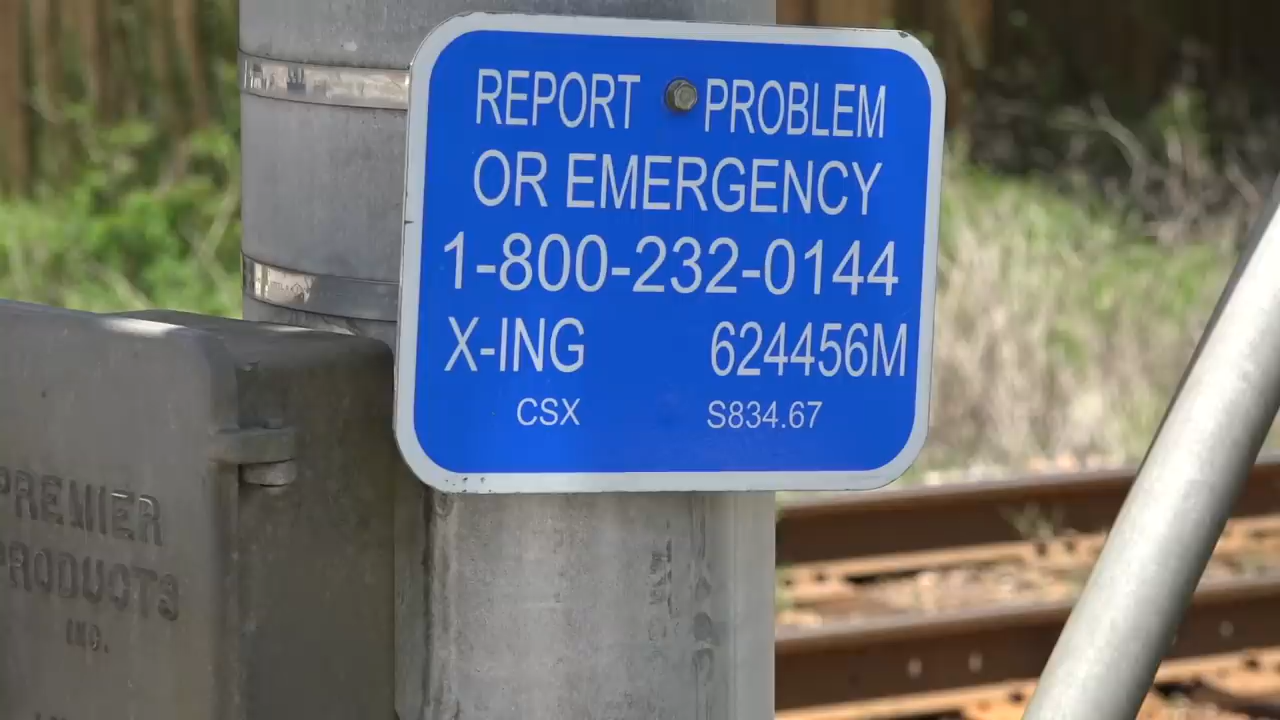 REPORT PROBLEM
OR EMERGENCY
1-800-232-0144
X-ING 624456M
CSX S834.67
PREMIER
PRODUCTS
INC.